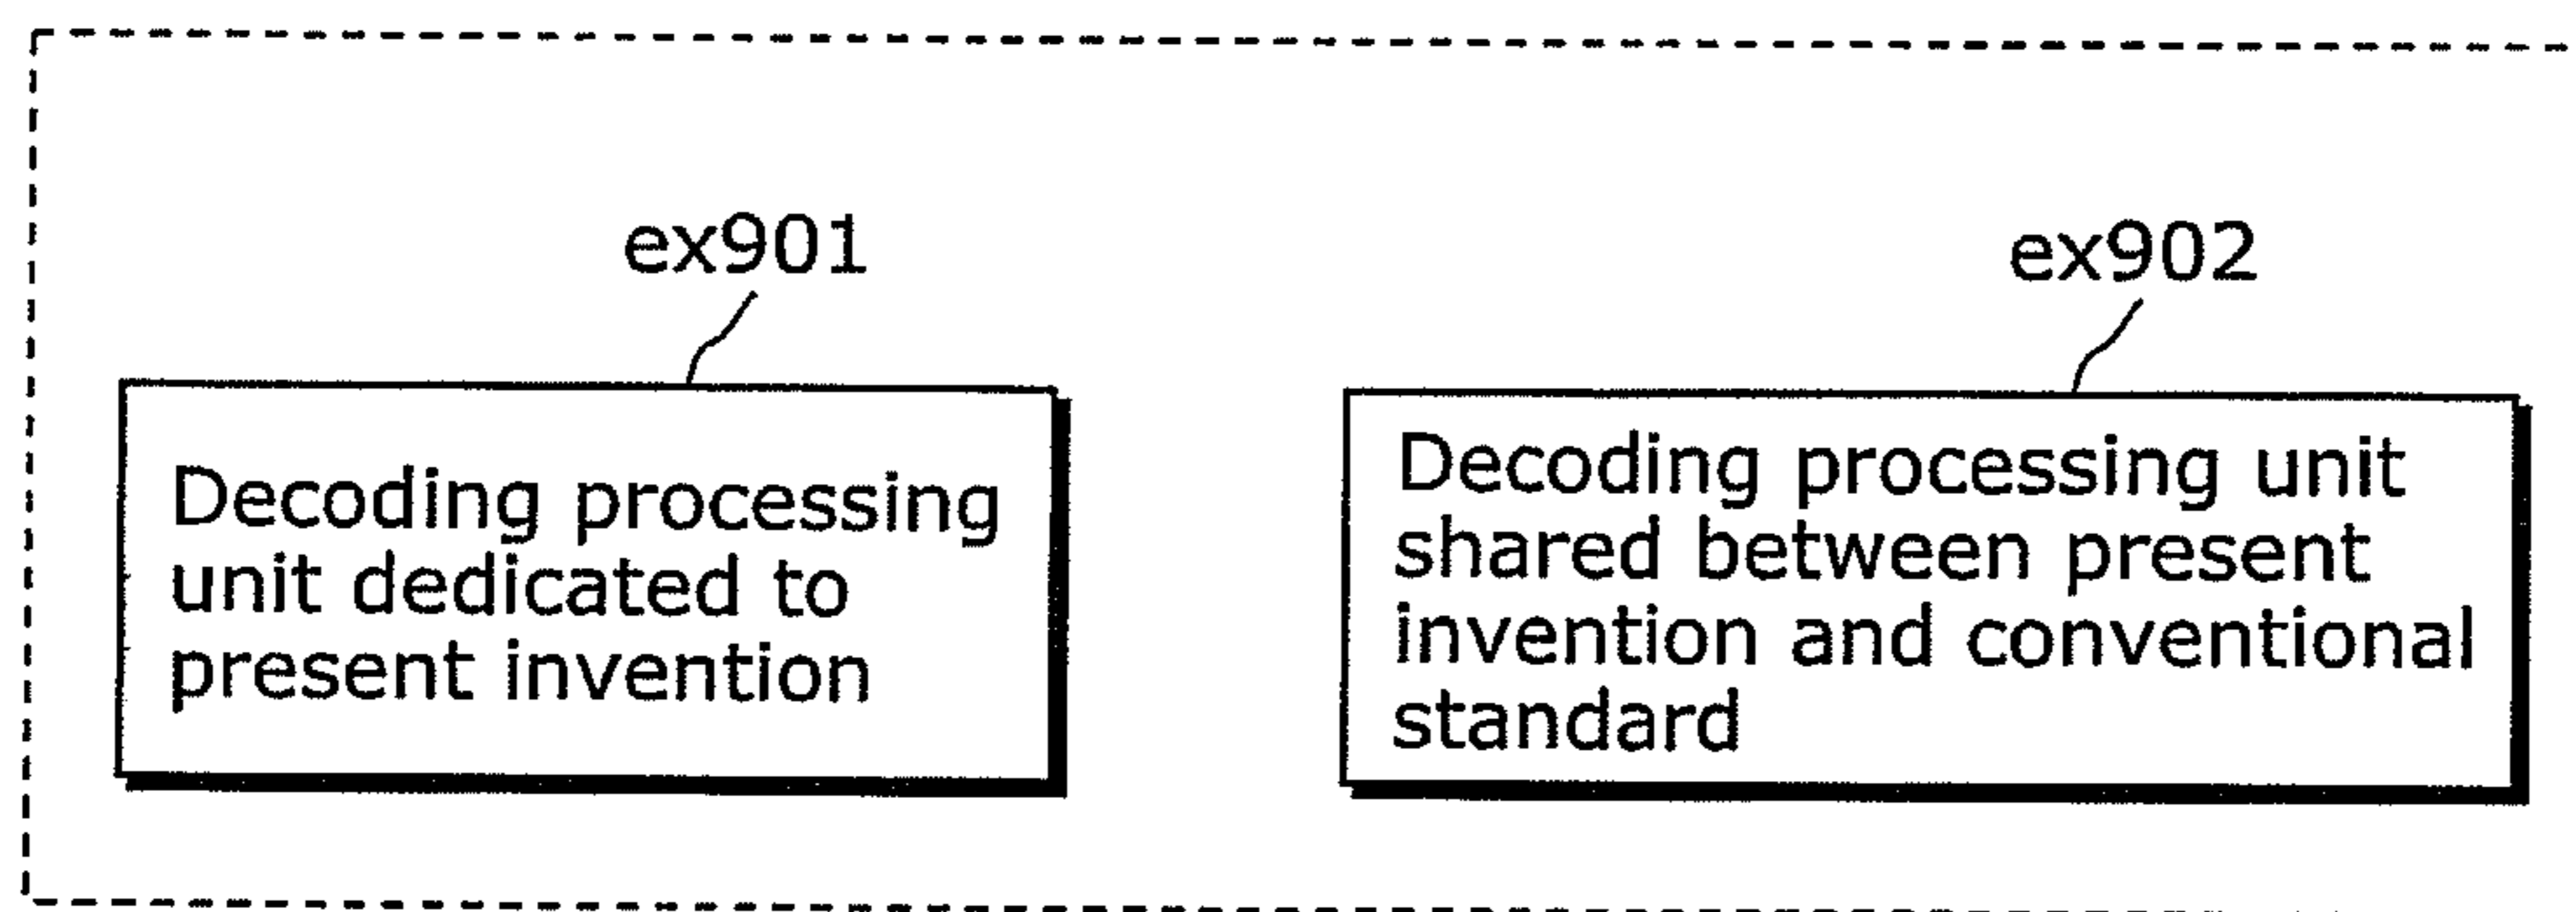 ex901
Decoding processing
unit dedicated to
present invention
ex902
Decoding processing unit
shared between present
invention and conventional
standard